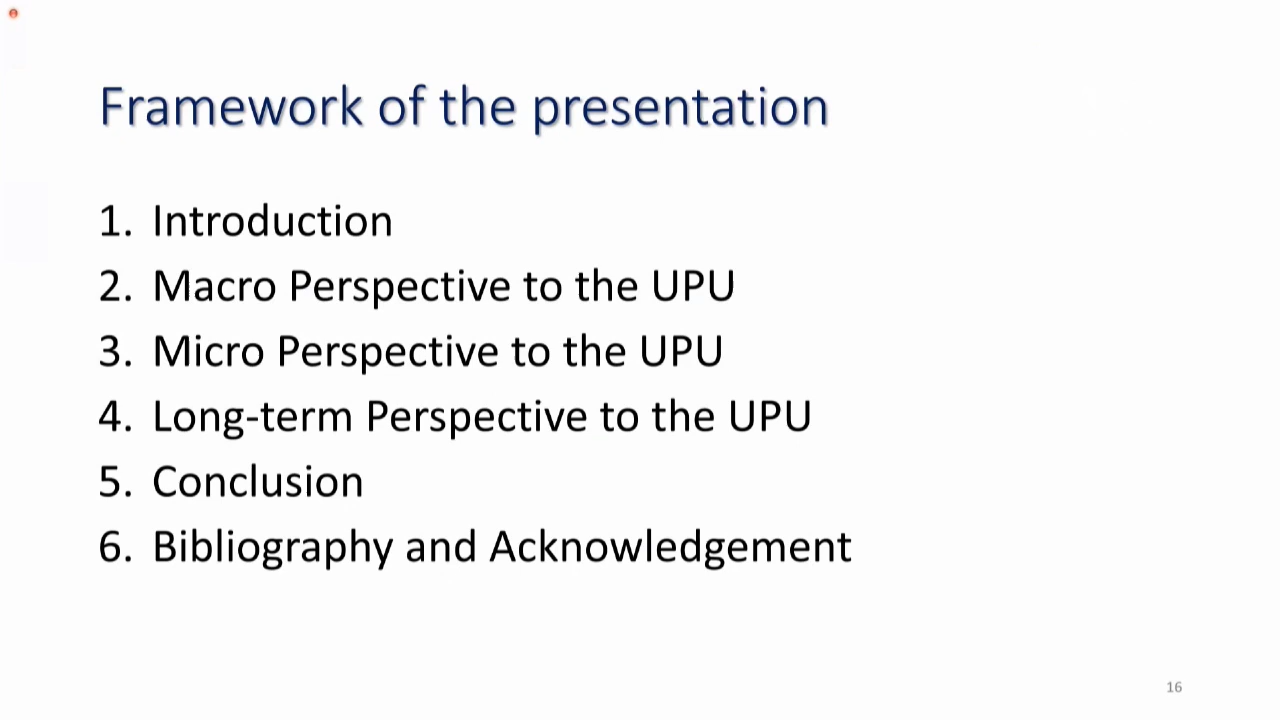 Framework of the presentation
1. Introduction
2. Macro Perspective to the UPU
3. Micro Perspective to the UPU
4. Long-term Perspective to the UPU
5. Conclusion
6. Bibliography and Acknowledgement
16